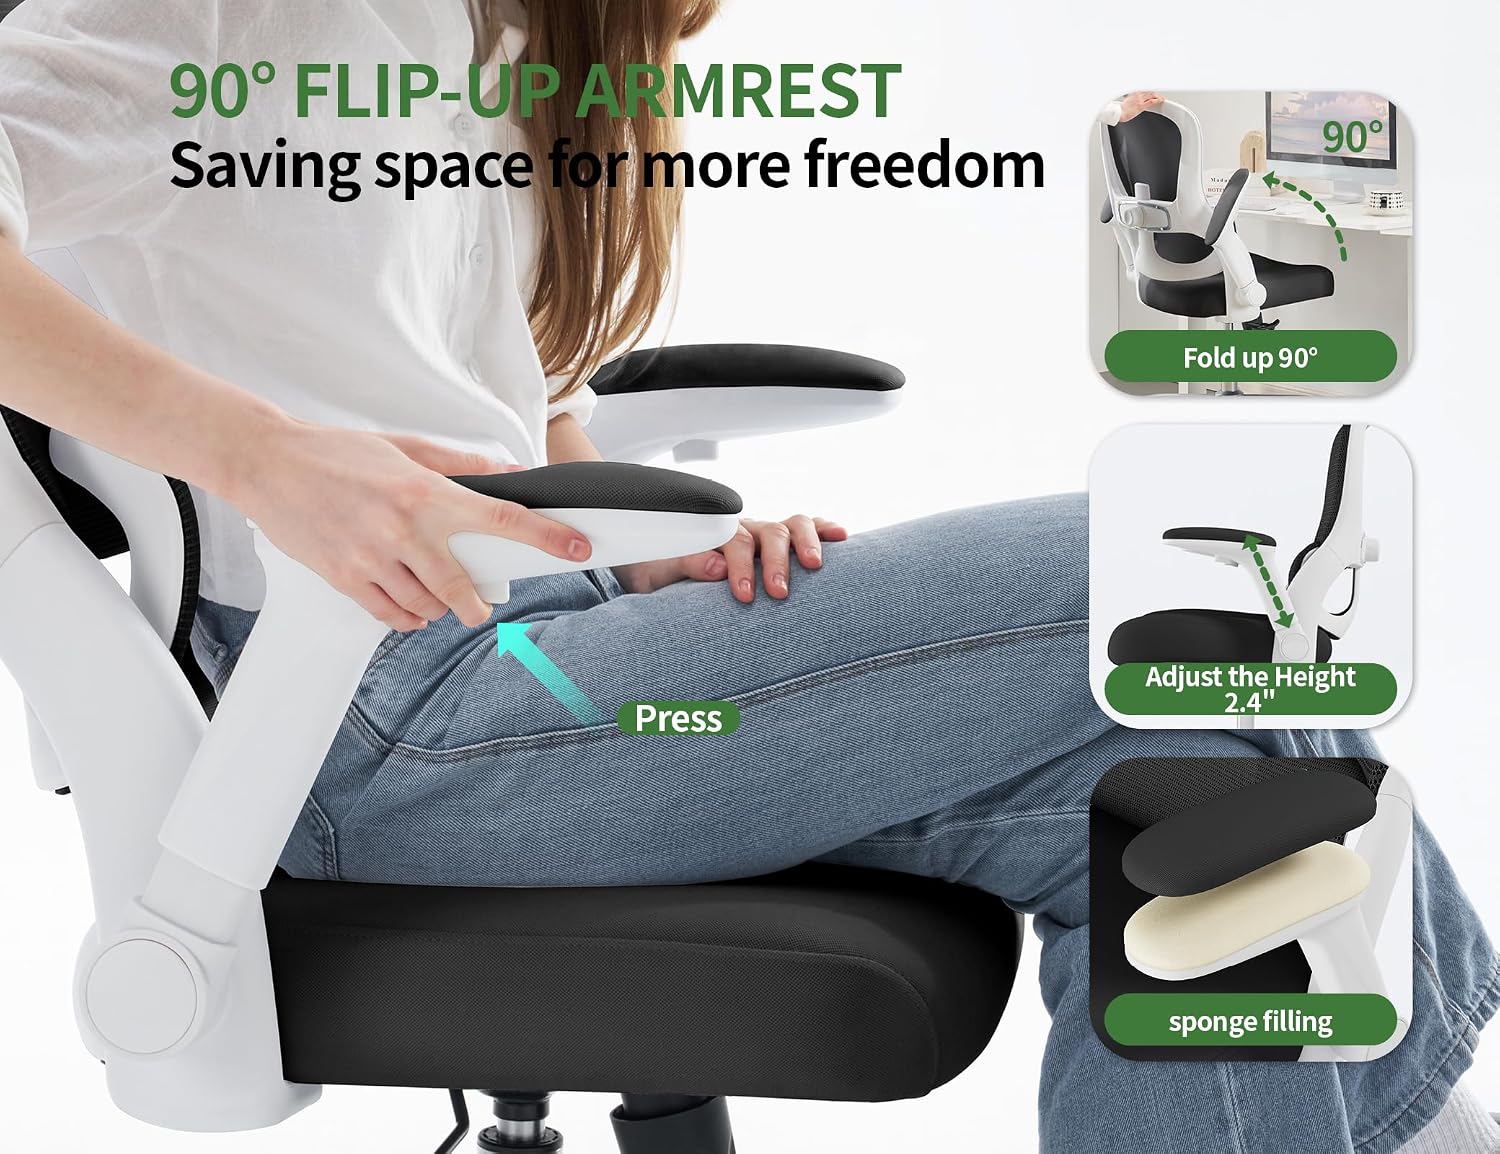 90° FLIP-UP ARMREST
Saving space for more freedom
90°
Fold up 90°
Adjust the Height
2.4"
Press
sponge filling